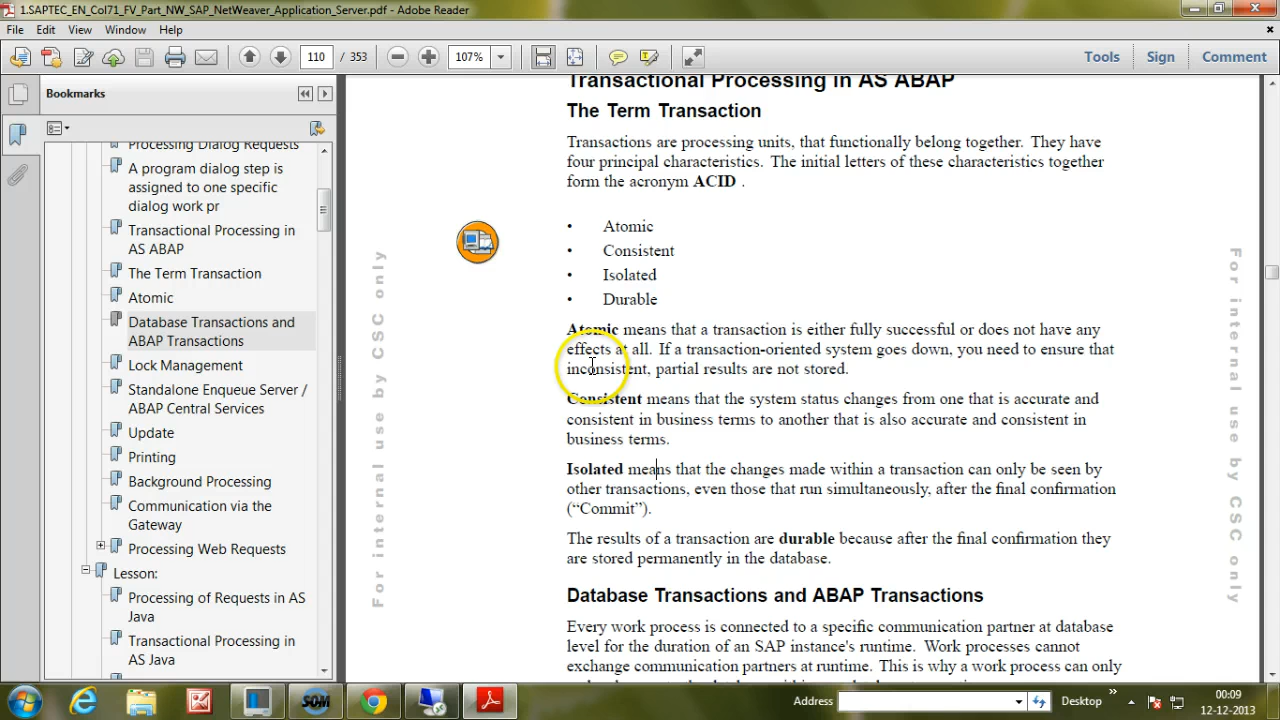 1.SAPTEC_EN_Col71_FV_Part_NW_SAP_NetWeaver_Application_Server.pdf - Adobe Reader
File Edit View Window Help
110 / 353 107% Tools Sign Comment
Bookmarks
Processing Dialog Requests
A program dialog step is
assigned to one specific
dialog work pr
Transactional Processing in
AS ABAP
The Term Transaction
Atomic
Database Transactions and
ABAP Transactions
Lock Management
Standalone Enqueue Server /
ABAP Central Services
Update
Printing
Background Processing
Communication via the
Gateway
Processing Web Requests
Lesson:
Processing of Requests in AS
Java
Transactional Processing in
AS Java
For internal use by CSC only
Transactional Processing in AS ABAP
The Term Transaction
Transactions are processing units, that functionally belong together. They have
four principal characteristics. The initial letters of these characteristics together
form the acronym ACID .
• Atomic
• Consistent
• Isolated
• Durable
Atomic means that a transaction is either fully successful or does not have any
effects at all. If a transaction-oriented system goes down, you need to ensure that
inconsistent, partial results are not stored.
Consistent means that the system status changes from one that is accurate and
consistent in business terms to another that is also accurate and consistent in
business terms.
Isolated means that the changes made within a transaction can only be seen by
other transactions, even those that run simultaneously, after the final confirmation
(“Commit”).
The results of a transaction are durable because after the final confirmation they
are stored permanently in the database.
Database Transactions and ABAP Transactions
Every work process is connected to a specific communication partner at database
level for the duration of an SAP instance's runtime. Work processes cannot
exchange communication partners at runtime. This is why a work process can only
For internal use by CSC only
SOM
Address
Desktop
00:09
12-12-2013